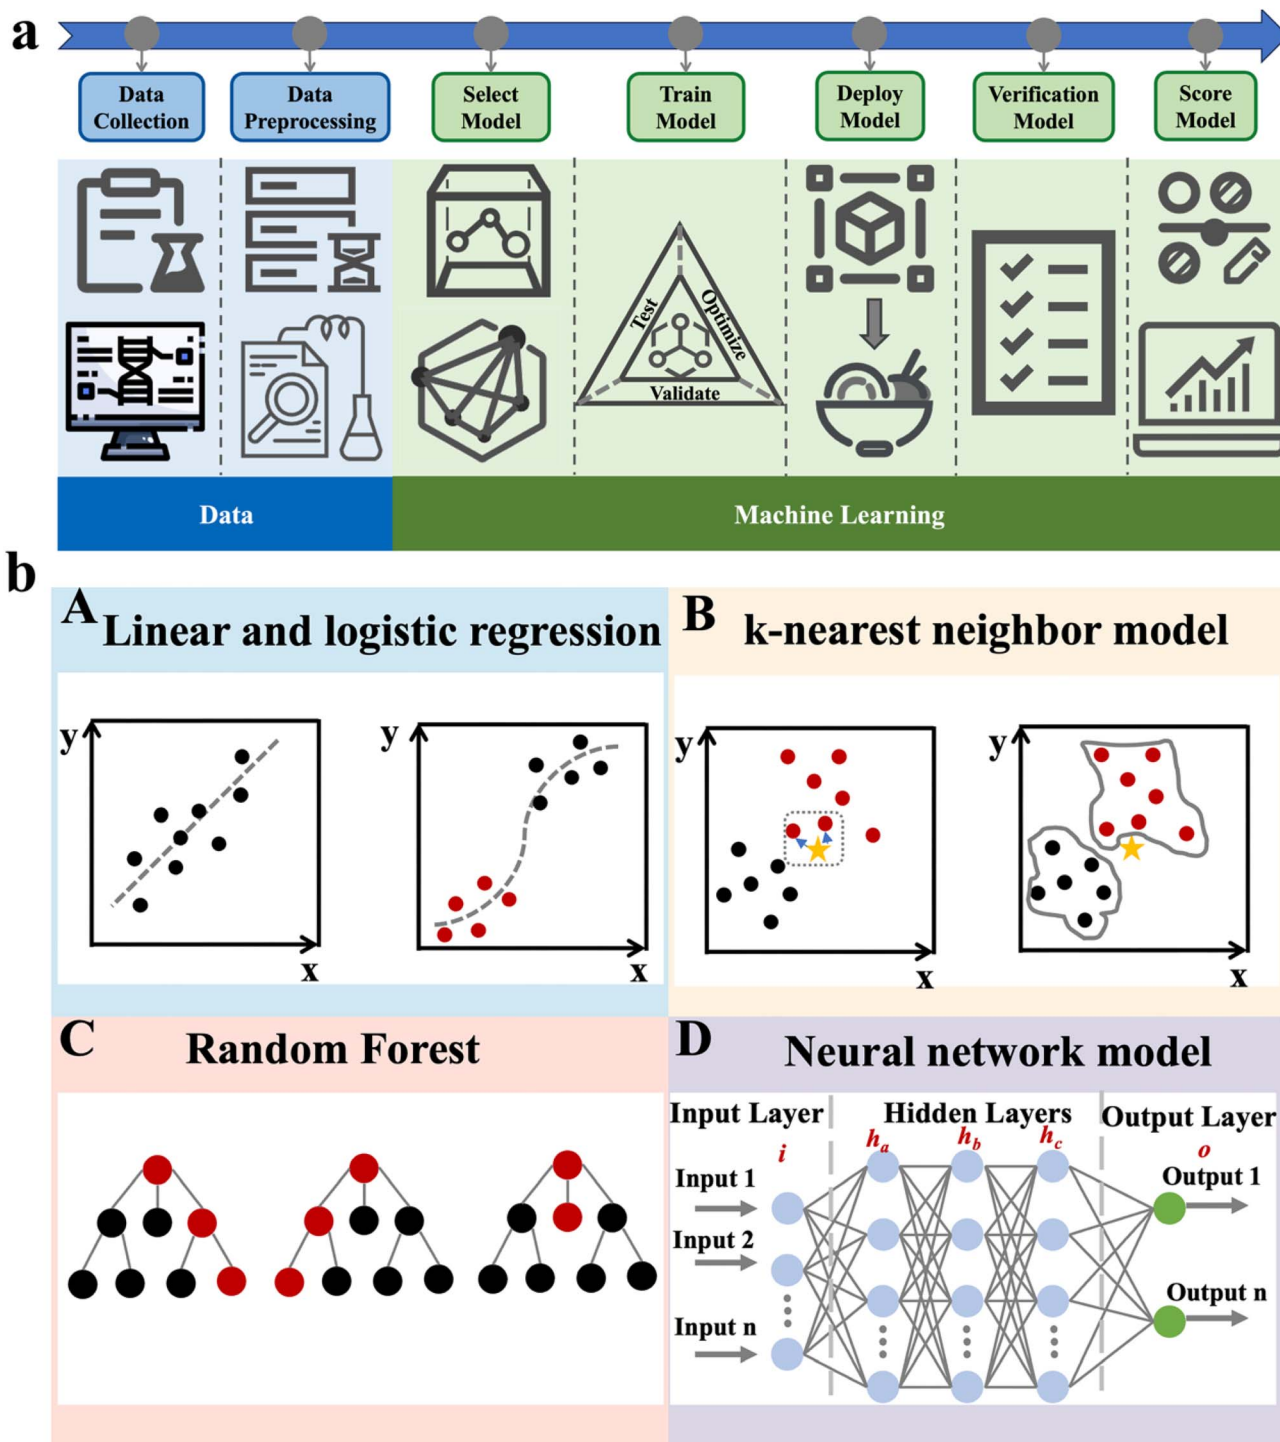 a
Data
Collection
Data
Preprocessing
Select
Model
Train
Model
Deploy
Model
Verification
Model
Score
Model
Test
Optimize
Validate
Data
Machine Learning
b
A
Linear and logistic regression
y
x
y
x
B
k-nearest neighbor model
y
x
y
x
C
Random Forest
D
Neural network model
Input Layer
Hidden Layers
Output Layer
i
ha
hb
hc
o
Input 1
Input 2
Input n
Output 1
Output n